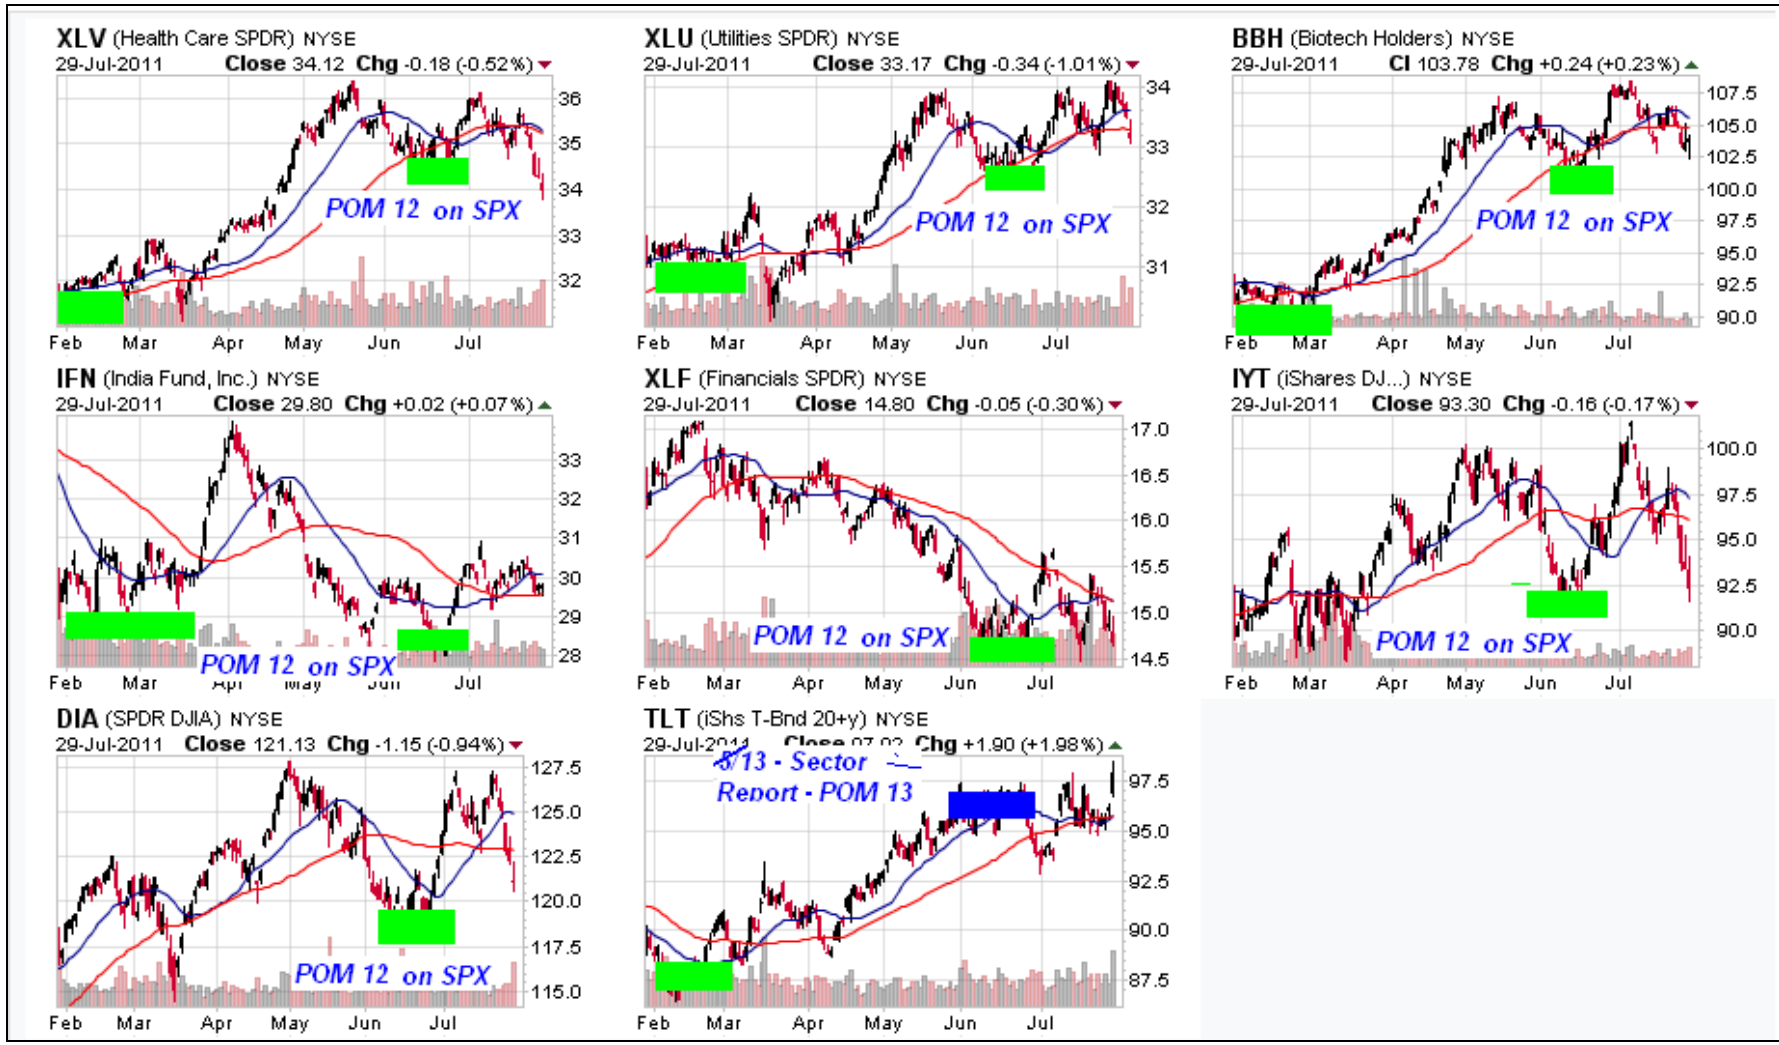 XLV (Health Care SPDR) NYSE
29-Jul-2011 Close 34.12 Chg -0.18 (-0.52%)
36
35
34
33
32
POM 12 on SPX
Feb Mar Apr May Jun Jul
XLU (Utilities SPDR) NYSE
29-Jul-2011 Close 33.17 Chg -0.34 (-1.01%)
34
33
32
31
POM 12 on SPX
Feb Mar Apr May Jun Jul
BBH (Biotech Holders) NYSE
29-Jul-2011 Cl 103.78 Chg +0.24 (+0.23%)
107.5
105.0
102.5
100.0
97.5
95.0
92.5
90.0
POM 12 on SPX
Feb Mar Apr May Jun Jul
IFN (India Fund, Inc.) NYSE
29-Jul-2011 Close 29.80 Chg +0.02 (+0.07%)
33
32
31
30
29
28
POM 12 on SPX
Feb Mar Apr May Jun Jul
XLF (Financials SPDR) NYSE
29-Jul-2011 Close 14.80 Chg -0.05 (-0.30%)
17.0
16.5
16.0
15.5
15.0
14.5
POM 12 on SPX
Feb Mar Apr May Jun Jul
IYT (iShares DJ...) NYSE
29-Jul-2011 Close 93.30 Chg -0.16 (-0.17%)
100.0
97.5
95.0
92.5
90.0
POM 12 on SPX
Feb Mar Apr May Jun Jul
DIA (SPDR DJIA) NYSE
29-Jul-2011 Close 121.13 Chg -1.15 (-0.94%)
127.5
125.0
122.5
120.0
117.5
115.0
POM 12 on SPX
Feb Mar Apr May Jun Jul
TLT (iShs T-Bnd 20+y) NYSE
29-Jul-2011 Close Chg +1.90 (+1.98%)
/13 - Sector
Report - POM 13
97.5
95.0
92.5
90.0
87.5
Feb Mar Apr May Jun Jul